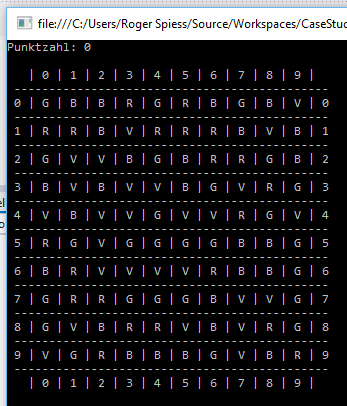 file:///C:/Users/Roger Spiess/Source/Workspaces/CaseStud
Punktzahl: 0
| 0 | 1 | 2 | 3 | 4 | 5 | 6 | 7 | 8 | 9 |
0 | G | B | B | R | G | R | B | G | B | V | 0
1 | R | R | B | V | B | R | R | B | V | B | 1
2 | G | V | V | B | G | B | R | R | G | B | 2
3 | B | V | B | V | V | B | G | V | R | G | 3
4 | V | B | V | V | G | V | V | R | G | V | 4
5 | R | G | V | G | G | G | G | B | B | G | 5
6 | B | R | V | V | V | V | R | B | B | G | 6
7 | G | R | R | G | G | G | B | V | V | G | 7
8 | G | V | B | R | R | V | B | V | R | G | 8
9 | V | G | R | B | B | B | G | V | B | R | 9
| 0 | 1 | 2 | 3 | 4 | 5 | 6 | 7 | 8 | 9 |